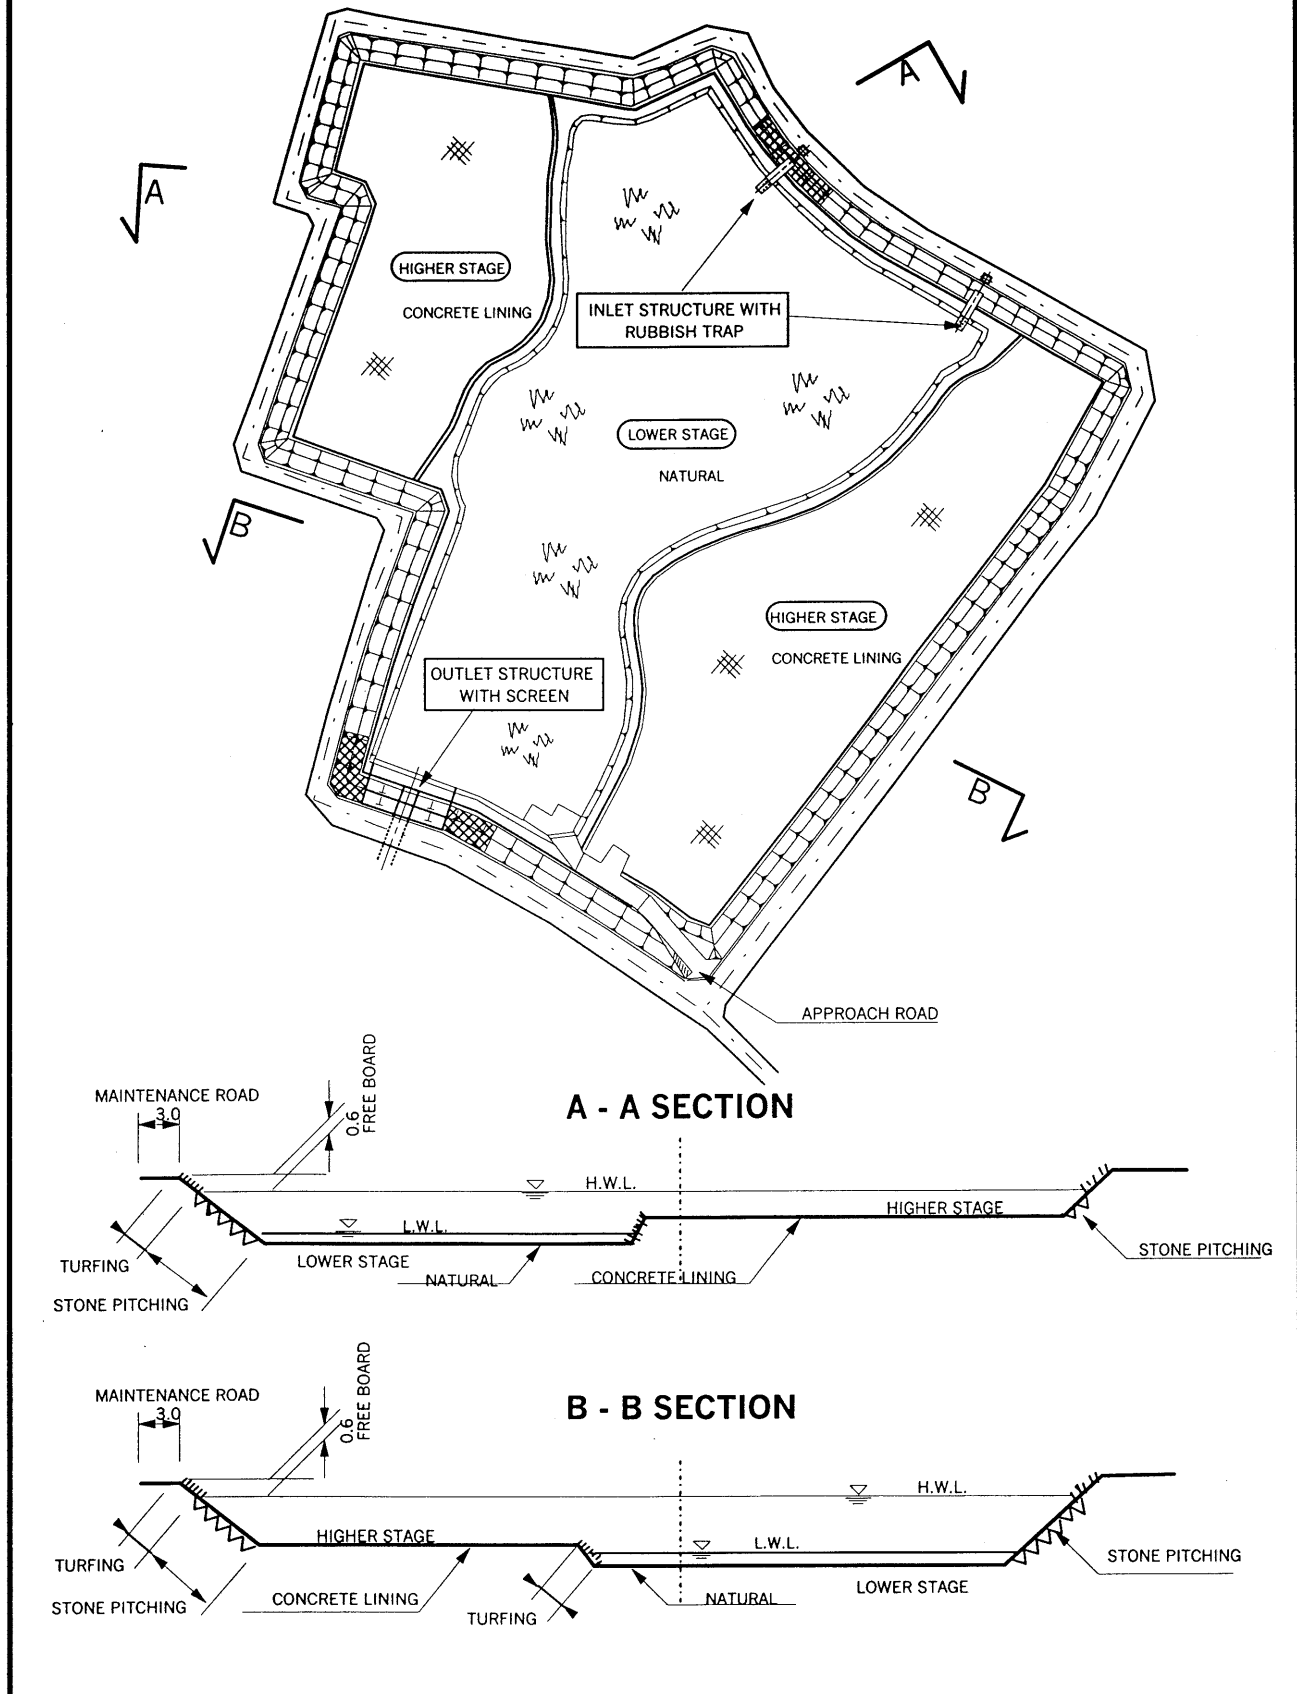 A
A
HIGHER STAGE
CONCRETE LINING
INLET STRUCTURE WITH
RUBBISH TRAP
LOWER STAGE
NATURAL
B
HIGHER STAGE
CONCRETE LINING
OUTLET STRUCTURE
WITH SCREEN
B
APPROACH ROAD
A - A SECTION
MAINTENANCE ROAD
3.0
0.6
FREE BOARD
H.W.L.
L.W.L.
HIGHER STAGE
LOWER STAGE
TURFING
STONE PITCHING
NATURAL
CONCRETE LINING
STONE PITCHING
B - B SECTION
MAINTENANCE ROAD
3.0
0.6
FREE BOARD
H.W.L.
L.W.L.
HIGHER STAGE
TURFING
STONE PITCHING
CONCRETE LINING
TURFING
NATURAL
LOWER STAGE
STONE PITCHING